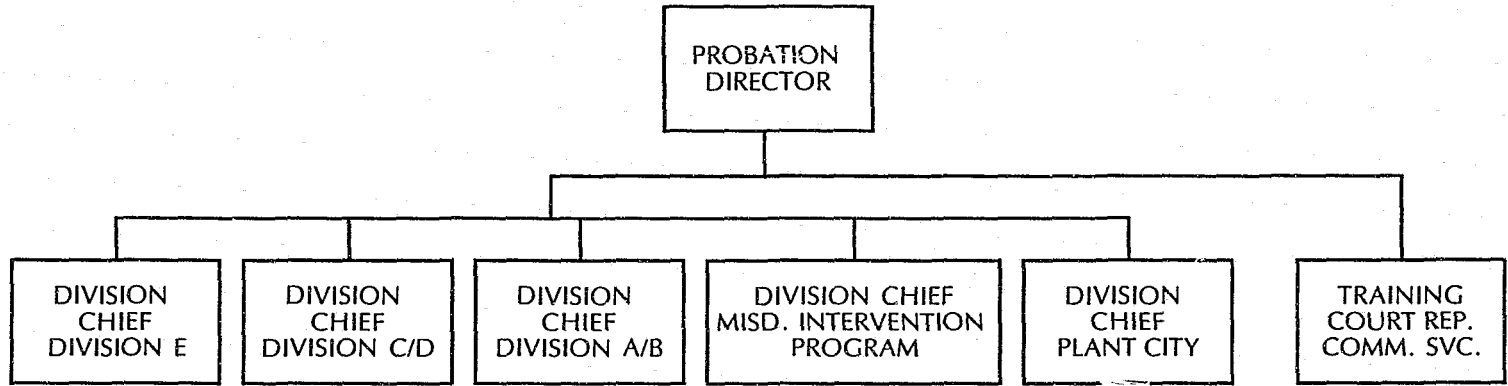 PROBATION
DIRECTOR
DIVISION
CHIEF
DIVISION E
DIVISION
CHIEF
DIVISION C/D
DIVISION
CHIEF
DIVISION A/B
DIVISION CHIEF
MISD. INTERVENTION
PROGRAM
DIVISION
CHIEF
PLANT CITY
TRAINING
COURT REP.
COMM. SVC.